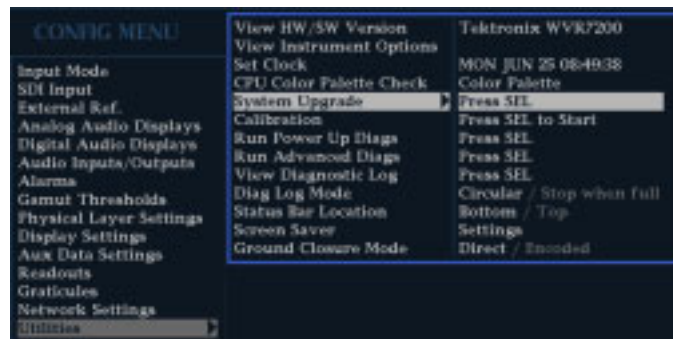 CONFIG MENU
Input Mode
SDI Input
External Ref.
Analog Audio Displays
Digital Audio Displays
Audio Inputs/Outputs
Alarms
Gamut Thresholds
Physical Layer Settings
Display Settings
Aux Data Settings
Readouts
Graticules
Network Settings
Utilities
View HW/SW Version Tektronix WVR7200
View Instrument Options
Set Clock MON JUN 25 08:49:38
CPU Color Palette Check Color Palette
System Upgrade Press SEL
Calibration Press SEL to Start
Run Power Up Diags Press SEL
Run Advanced Diags Press SEL
View Diagnostic Log Press SEL
Diag Log Mode Circular / Stop when full
Status Bar Location Bottom / Top
Screen Saver Settings
Ground Closure Mode Direct / Encoded